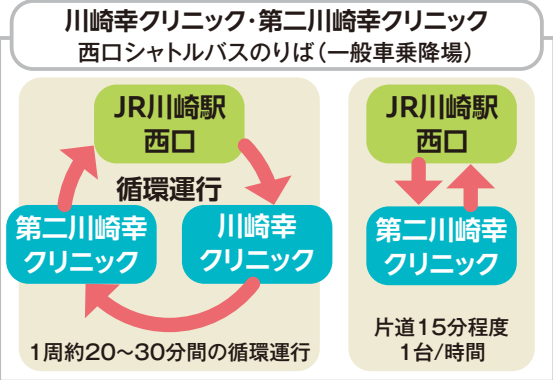 川崎幸クリニック・第二川崎幸クリニック
西口シャトルバスのりば(一般車乗降場)
JR川崎駅
西口
循環運行
第二川崎幸
クリニック
川崎幸
クリニック
1周約20〜30分間の循環運行
JR川崎駅
西口
第二川崎幸
クリニック
片道15分程度
1台/時間